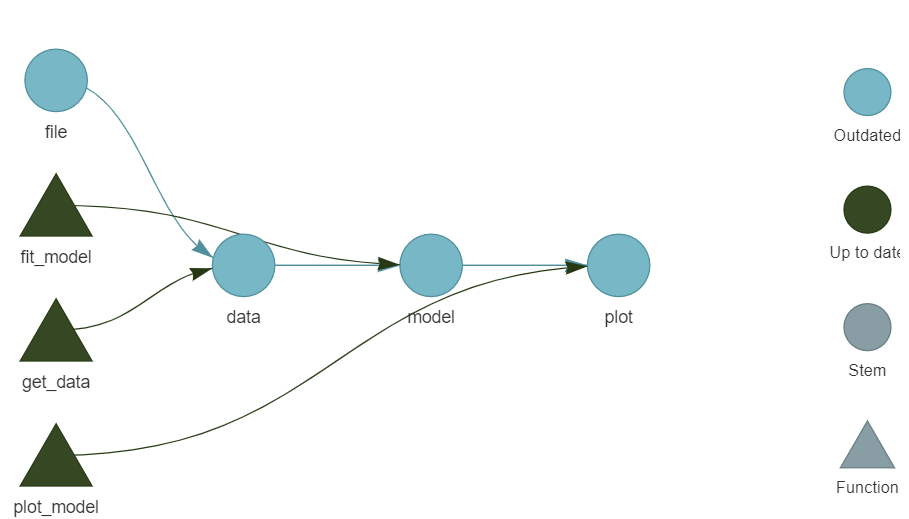 file
fit_model
get_data
plot_model
data
model
plot
Outdated
Up to date
Stem
Function